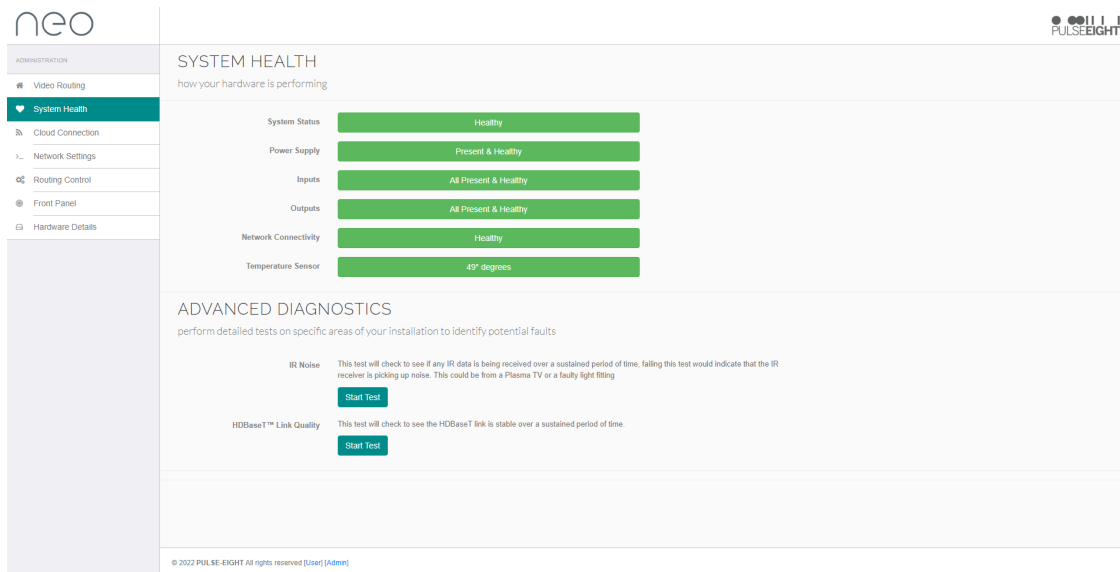 neo
PULSEEIGHT
ADMINISTRATION
Video Routing
System Health
Cloud Connection
Network Settings
Routing Control
Front Panel
Hardware Details
SYSTEM HEALTH
how your hardware is performing
System Status Healthy
Power Supply Present & Healthy
Inputs All Present & Healthy
Outputs All Present & Healthy
Network Connectivity Healthy
Temperature Sensor 49° degrees
ADVANCED DIAGNOSTICS
perform detailed tests on specific areas of your installation to identify potential faults
IR Noise This test will check to see if any IR data is being received over a sustained period of time, failing this test would indicate that the IR
receiver is picking up noise. This could be from a Plasma TV or a faulty light fitting
Start Test
HDBaseT™ Link Quality This test will check to see the HDBaseT link is stable over a sustained period of time.
Start Test
© 2022 PULSE-EIGHT All rights reserved [User] [Admin]